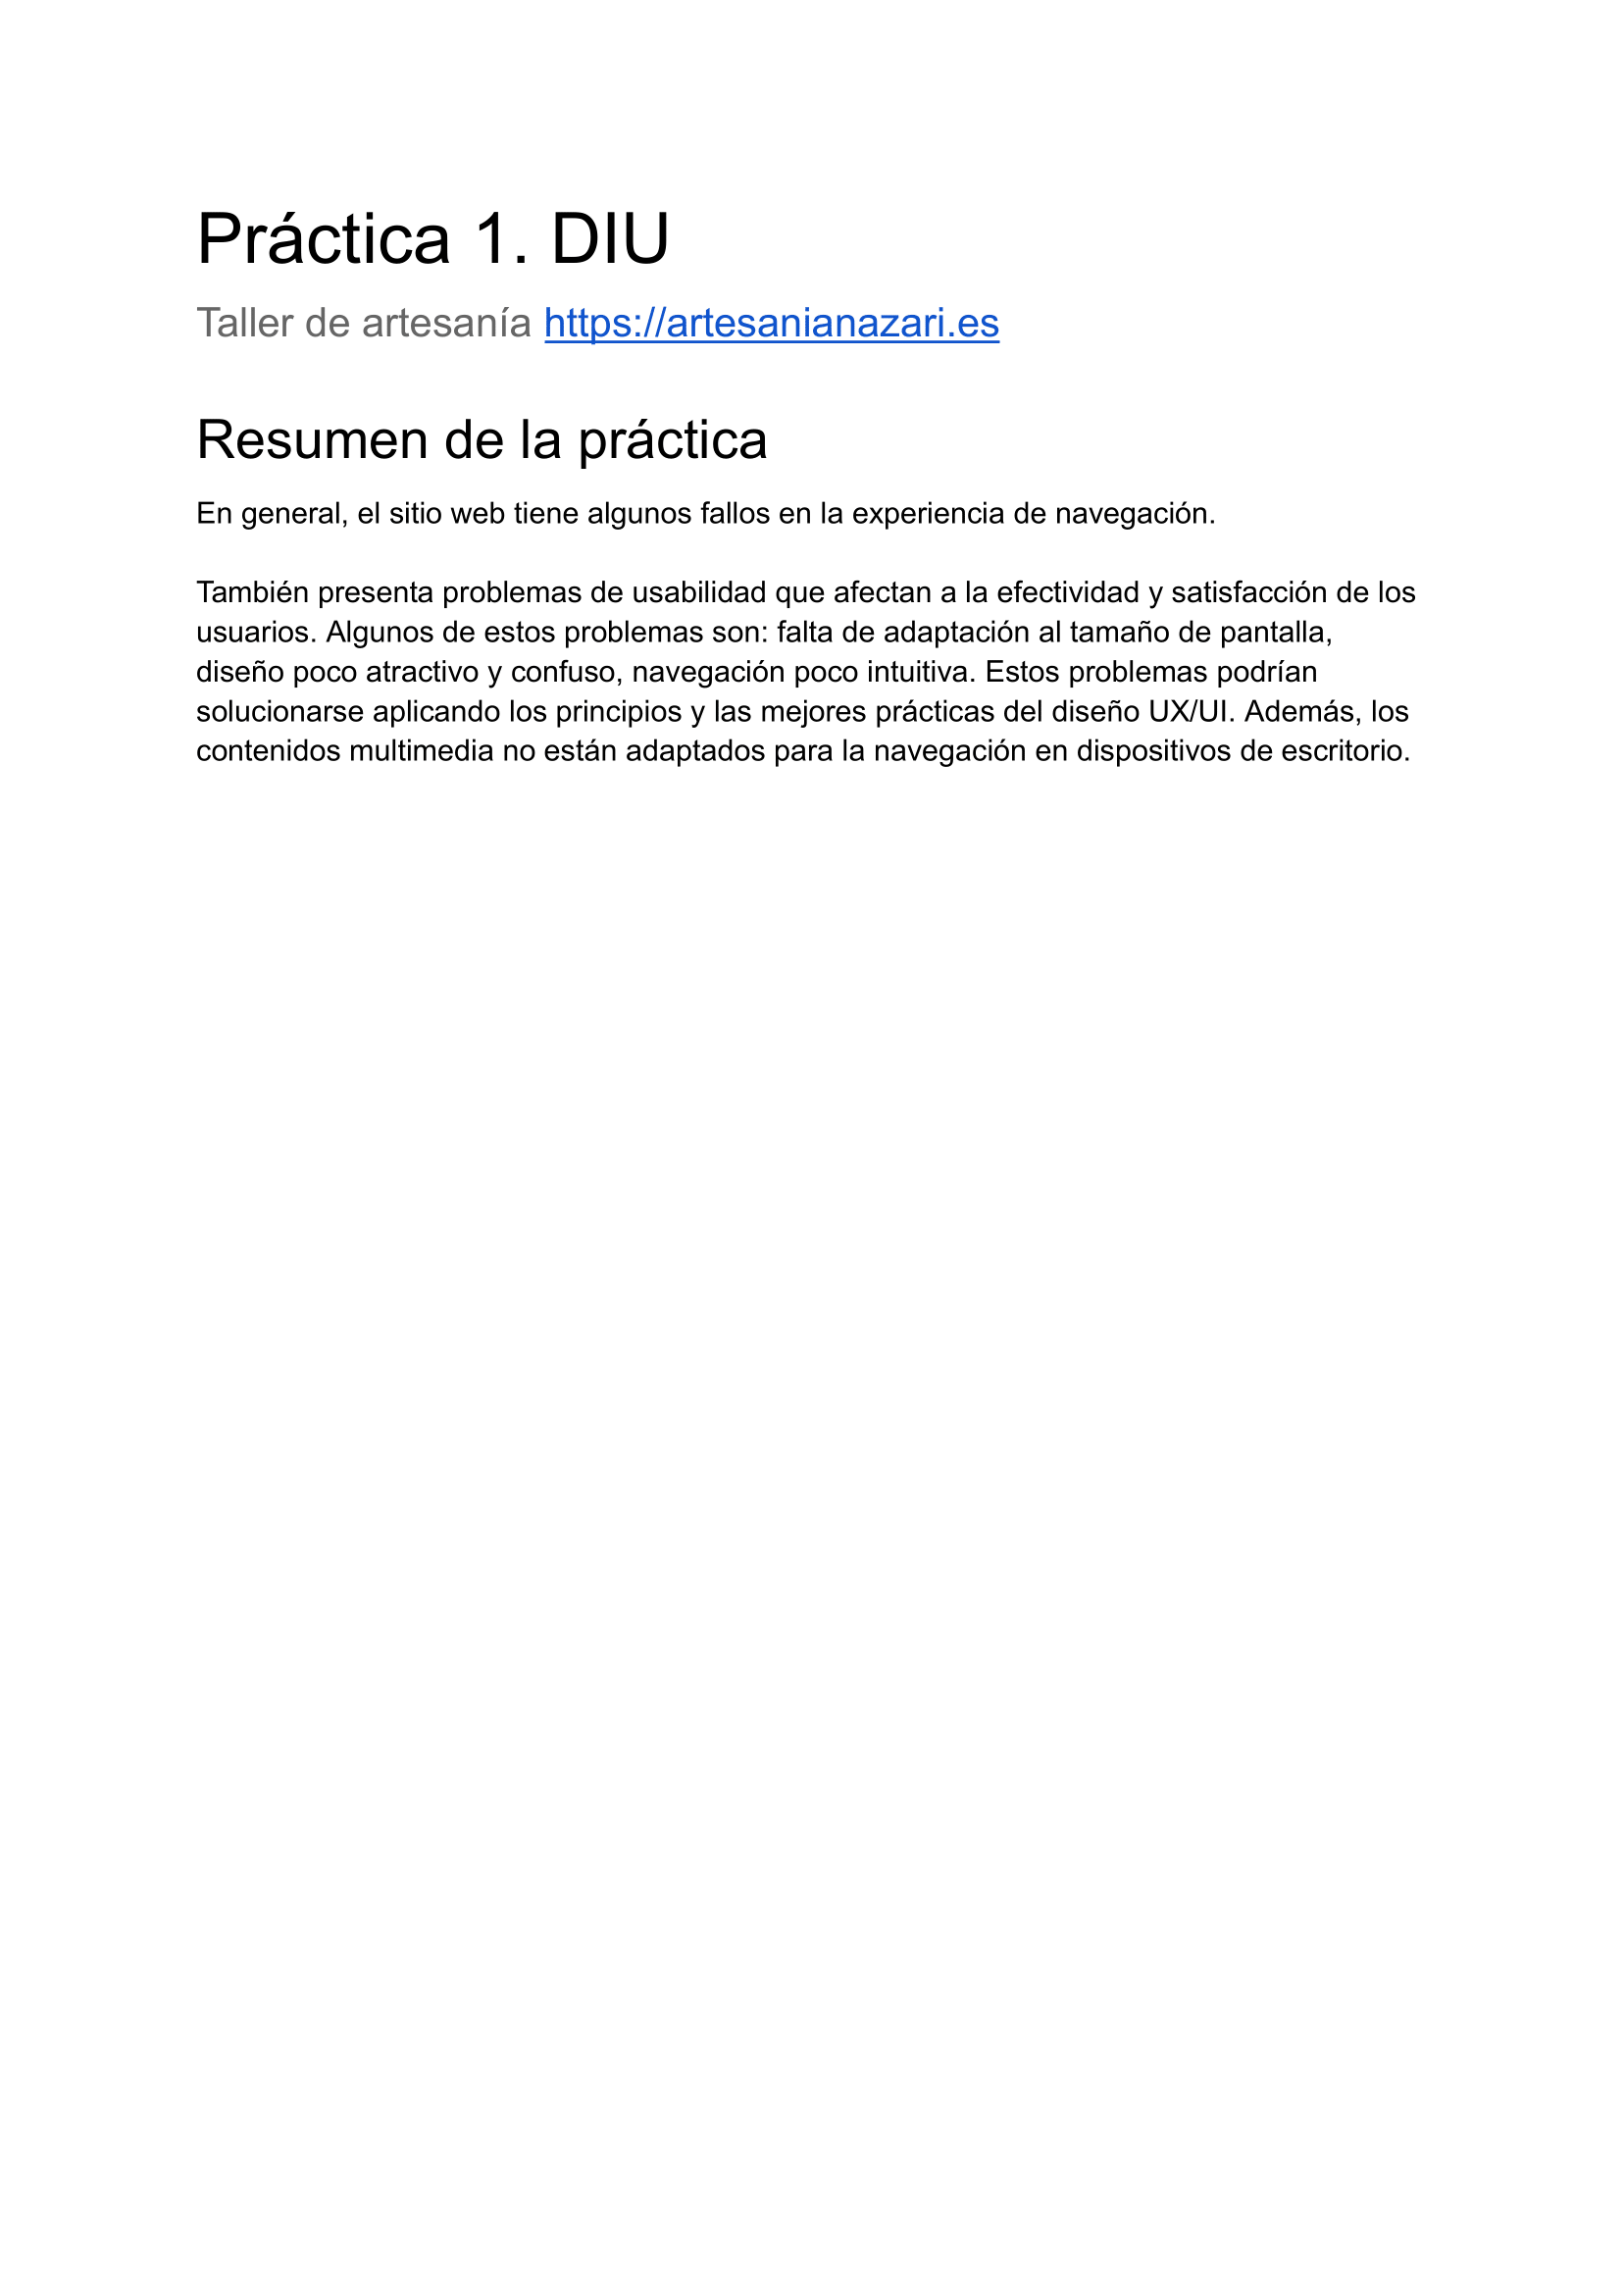 Práctica 1. DIU
Taller de artesanía https://artesanianazari.es
Resumen de la práctica
En general, el sitio web tiene algunos fallos en la experiencia de navegación.
También presenta problemas de usabilidad que afectan a la efectividad y satisfacción de los
usuarios. Algunos de estos problemas son: falta de adaptación al tamaño de pantalla,
diseño poco atractivo y confuso, navegación poco intuitiva. Estos problemas podrían
solucionarse aplicando los principios y las mejores prácticas del diseño UX/UI. Además, los
contenidos multimedia no están adaptados para la navegación en dispositivos de escritorio.